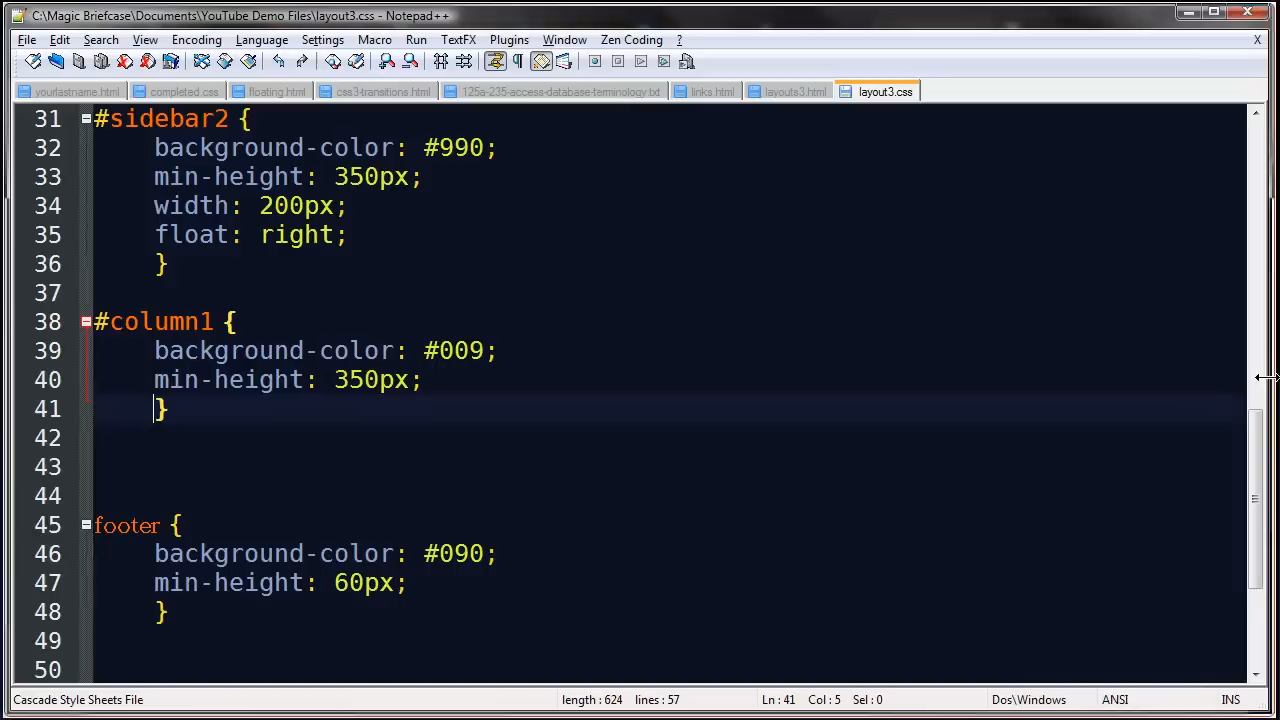 C:\Magic Briefcase\Documents\YouTube Demo Files\layout3.css - Notepad++
File Edit Search View Encoding Language Settings Macro Run TextFX Plugins Window Zen Coding ? X
yourlastname.html completed.css floating.html css3-transitions.html 125a-235-access-database-terminology.txt links.html layouts3.html layout3.css
31 #sidebar2 {
32 background-color: #990;
33 min-height: 350px;
34 width: 200px;
35 float: right;
36 }
37
38 #column1 {
39 background-color: #009;
40 min-height: 350px;
41 }
42
43
44
45 footer {
46 background-color: #090;
47 min-height: 60px;
48 }
49
50
Cascade Style Sheets File length : 624 lines : 57 Ln : 41 Col : 5 Sel : 0 Dos\Windows ANSI INS